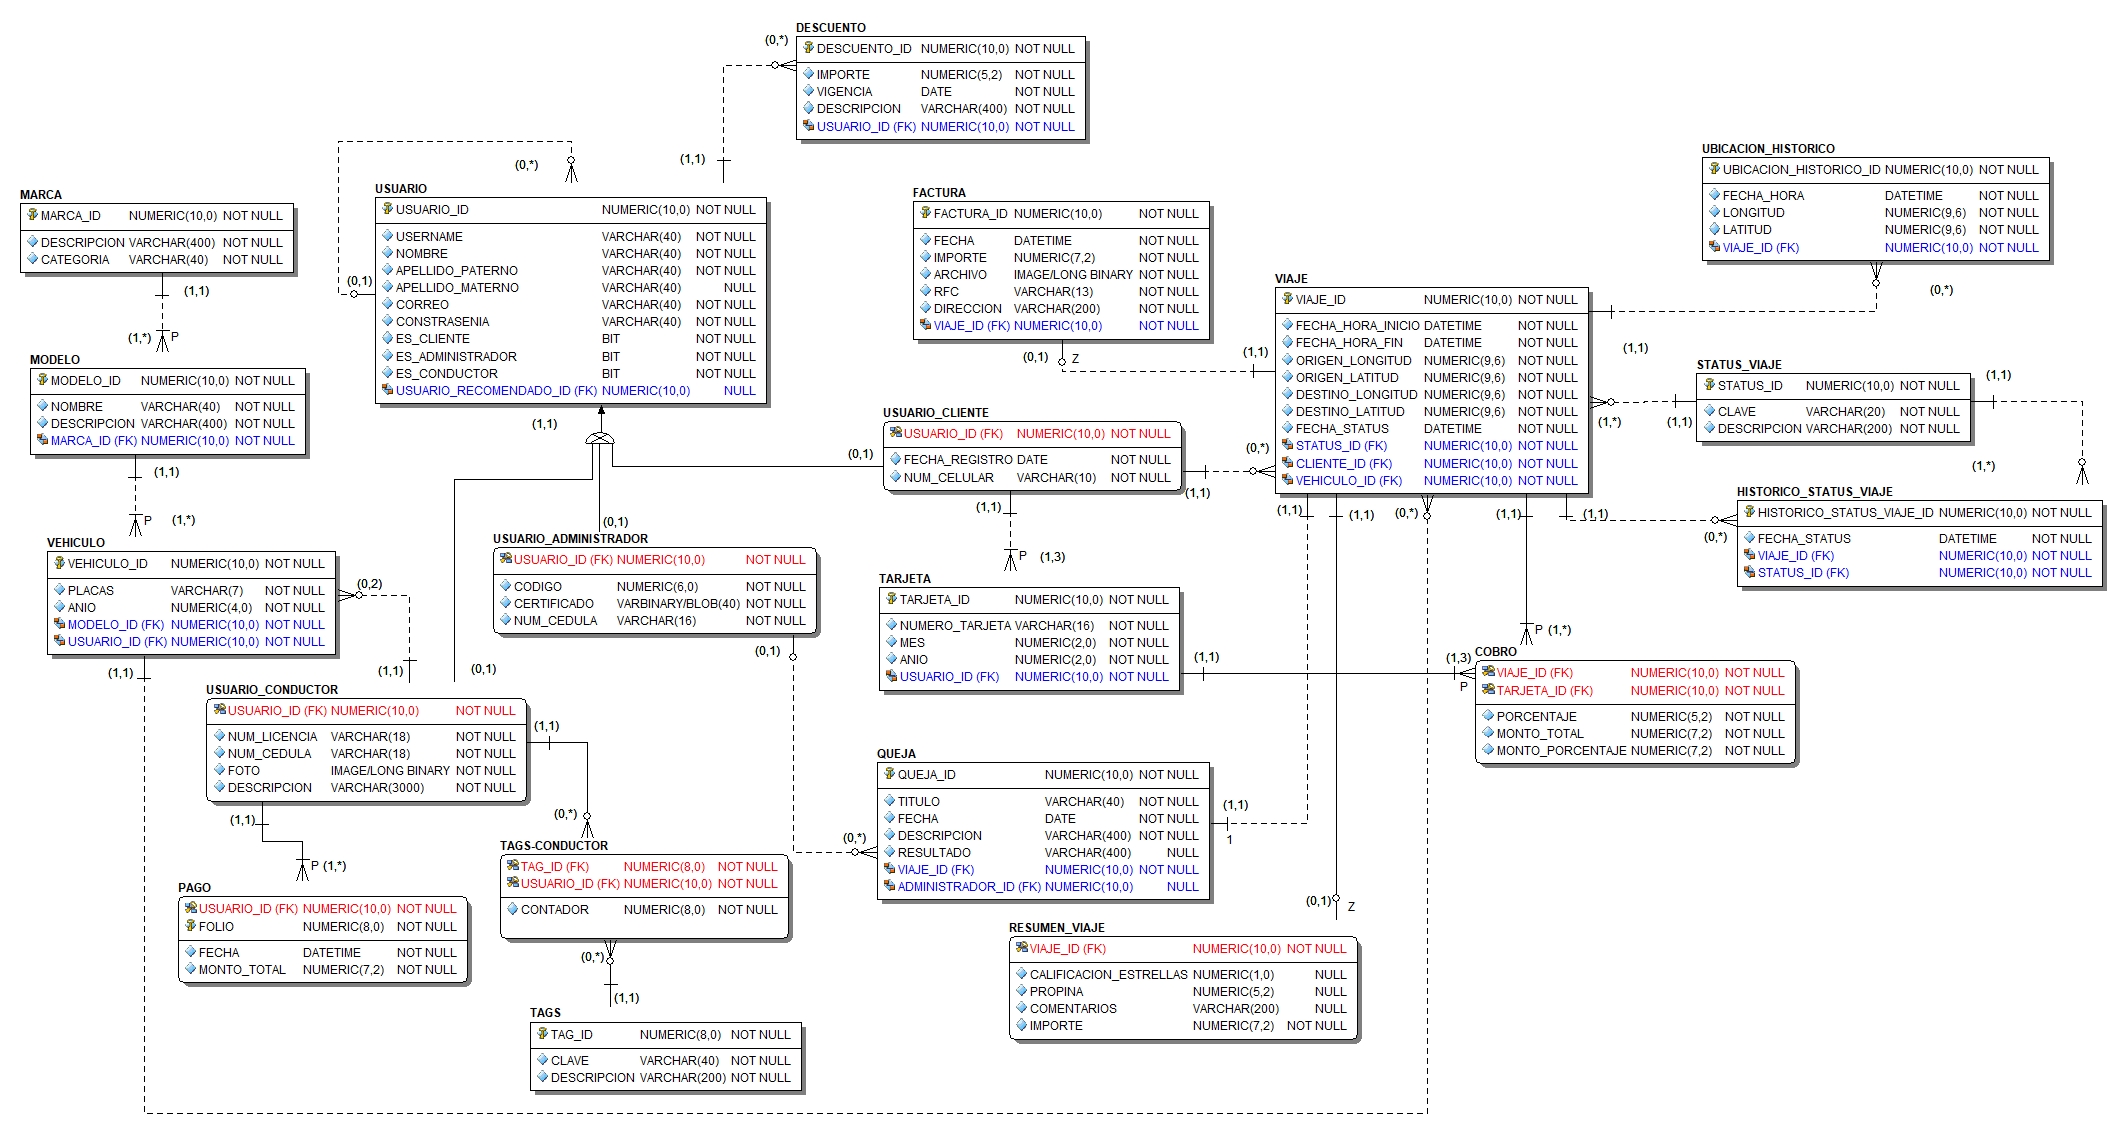 DESCUENTO
DESCUENTO_ID NUMERIC(10,0) NOT NULL
IMPORTE NUMERIC(5,2) NOT NULL
VIGENCIA DATE NOT NULL
DESCRIPCION VARCHAR(400) NOT NULL
USUARIO_ID (FK) NUMERIC(10,0) NOT NULL
(0,*)
(1,1)
(0,*)
(0,1)
USUARIO
USUARIO_ID NUMERIC(10,0) NOT NULL
USERNAME VARCHAR(40) NOT NULL
NOMBRE VARCHAR(40) NOT NULL
APELLIDO_PATERNO VARCHAR(40) NOT NULL
APELLIDO_MATERNO VARCHAR(40) NULL
CORREO VARCHAR(40) NOT NULL
CONSTRASENIA VARCHAR(40) NOT NULL
ES_CLIENTE BIT NOT NULL
ES_ADMINISTRADOR BIT NOT NULL
ES_CONDUCTOR BIT NOT NULL
USUARIO_RECOMENDADO_ID (FK) NUMERIC(10,0) NULL
(1,1)
MARCA
MARCA_ID NUMERIC(10,0) NOT NULL
DESCRIPCION VARCHAR(400) NOT NULL
CATEGORIA VARCHAR(40) NOT NULL
(1,1)
(1,*)
P
MODELO
MODELO_ID NUMERIC(10,0) NOT NULL
NOMBRE VARCHAR(40) NOT NULL
DESCRIPCION VARCHAR(400) NOT NULL
MARCA_ID (FK) NUMERIC(10,0) NOT NULL
(1,1)
P
(1,*)
VEHICULO
VEHICULO_ID NUMERIC(10,0) NOT NULL
PLACAS VARCHAR(7) NOT NULL
ANIO NUMERIC(4,0) NOT NULL
MODELO_ID (FK) NUMERIC(10,0) NOT NULL
USUARIO_ID (FK) NUMERIC(10,0) NOT NULL
(0,2)
(1,1)
(1,1)
(0,1)
FACTURA
FACTURA_ID NUMERIC(10,0) NOT NULL
FECHA DATETIME NOT NULL
IMPORTE NUMERIC(7,2) NOT NULL
ARCHIVO IMAGE/LONG BINARY NOT NULL
RFC VARCHAR(13) NOT NULL
DIRECCION VARCHAR(200) NOT NULL
VIAJE_ID (FK) NUMERIC(10,0) NOT NULL
(0,1)
Z
(1,1)
VIAJE
VIAJE_ID NUMERIC(10,0) NOT NULL
FECHA_HORA_INICIO DATETIME NOT NULL
FECHA_HORA_FIN DATETIME NOT NULL
ORIGEN_LONGITUD NUMERIC(9,6) NOT NULL
ORIGEN_LATITUD NUMERIC(9,6) NOT NULL
DESTINO_LONGITUD NUMERIC(9,6) NOT NULL
DESTINO_LATITUD NUMERIC(9,6) NOT NULL
FECHA_STATUS DATETIME NOT NULL
STATUS_ID (FK) NUMERIC(10,0) NOT NULL
CLIENTE_ID (FK) NUMERIC(10,0) NOT NULL
VEHICULO_ID (FK) NUMERIC(10,0) NOT NULL
(1,1)
(1,1)
(0,*)
(1,1)
(1,1)
UBICACION_HISTORICO
UBICACION_HISTORICO_ID NUMERIC(10,0) NOT NULL
FECHA_HORA DATETIME NOT NULL
LONGITUD NUMERIC(9,6) NOT NULL
LATITUD NUMERIC(9,6) NOT NULL
VIAJE_ID (FK) NUMERIC(10,0) NOT NULL
(0,*)
(1,1)
STATUS_VIAJE
STATUS_ID NUMERIC(10,0) NOT NULL
CLAVE VARCHAR(20) NOT NULL
DESCRIPCION VARCHAR(200) NOT NULL
(1,*)
(1,1)
(1,1)
(1,*)
HISTORICO_STATUS_VIAJE
HISTORICO_STATUS_VIAJE_ID NUMERIC(10,0) NOT NULL
FECHA_STATUS DATETIME NOT NULL
VIAJE_ID (FK) NUMERIC(10,0) NOT NULL
STATUS_ID (FK) NUMERIC(10,0) NOT NULL
(0,*)
USUARIO_CLIENTE
USUARIO_ID (FK) NUMERIC(10,0) NOT NULL
FECHA_REGISTRO DATE NOT NULL
NUM_CELULAR VARCHAR(10) NOT NULL
(0,1)
(0,*)
(1,1)
(1,1)
P
(1,3)
USUARIO_ADMINISTRADOR
USUARIO_ID (FK) NUMERIC(10,0) NOT NULL
CODIGO NUMERIC(6,0) NOT NULL
CERTIFICADO VARBINARY/BLOB(40) NOT NULL
NUM_CEDULA VARCHAR(16) NOT NULL
(0,1)
(0,1)
TARJETA
TARJETA_ID NUMERIC(10,0) NOT NULL
NUMERO_TARJETA VARCHAR(16) NOT NULL
MES NUMERIC(2,0) NOT NULL
ANIO NUMERIC(2,0) NOT NULL
USUARIO_ID (FK) NUMERIC(10,0) NOT NULL
(1,1)
(1,3)
P
P (1,*)
COBRO
VIAJE_ID (FK) NUMERIC(10,0) NOT NULL
TARJETA_ID (FK) NUMERIC(10,0) NOT NULL
PORCENTAJE NUMERIC(5,2) NOT NULL
MONTO_TOTAL NUMERIC(7,2) NOT NULL
MONTO_PORCENTAJE NUMERIC(7,2) NOT NULL
USUARIO_CONDUCTOR
USUARIO_ID (FK) NUMERIC(10,0) NOT NULL
NUM_LICENCIA VARCHAR(18) NOT NULL
NUM_CEDULA VARCHAR(18) NOT NULL
FOTO IMAGE/LONG BINARY NOT NULL
DESCRIPCION VARCHAR(3000) NOT NULL
(1,1)
(1,1)
P (1,*)
PAGO
USUARIO_ID (FK) NUMERIC(10,0) NOT NULL
FOLIO NUMERIC(8,0) NOT NULL
FECHA DATETIME NOT NULL
MONTO_TOTAL NUMERIC(7,2) NOT NULL
(0,*)
TAGS-CONDUCTOR
TAG_ID (FK) NUMERIC(8,0) NOT NULL
USUARIO_ID (FK) NUMERIC(10,0) NOT NULL
CONTADOR NUMERIC(8,0) NOT NULL
(0,*)
(1,1)
TAGS
TAG_ID NUMERIC(8,0) NOT NULL
CLAVE VARCHAR(40) NOT NULL
DESCRIPCION VARCHAR(200) NOT NULL
QUEJA
QUEJA_ID NUMERIC(10,0) NOT NULL
TITULO VARCHAR(40) NOT NULL
FECHA DATE NOT NULL
DESCRIPCION VARCHAR(400) NOT NULL
RESULTADO VARCHAR(400) NULL
VIAJE_ID (FK) NUMERIC(10,0) NOT NULL
ADMINISTRADOR_ID (FK) NUMERIC(10,0) NULL
(0,*)
(1,1)
1
(0,1)
Z
RESUMEN_VIAJE
VIAJE_ID (FK) NUMERIC(10,0) NOT NULL
CALIFICACION_ESTRELLAS NUMERIC(1,0) NULL
PROPINA NUMERIC(5,2) NULL
COMENTARIOS VARCHAR(200) NULL
IMPORTE NUMERIC(7,2) NOT NULL